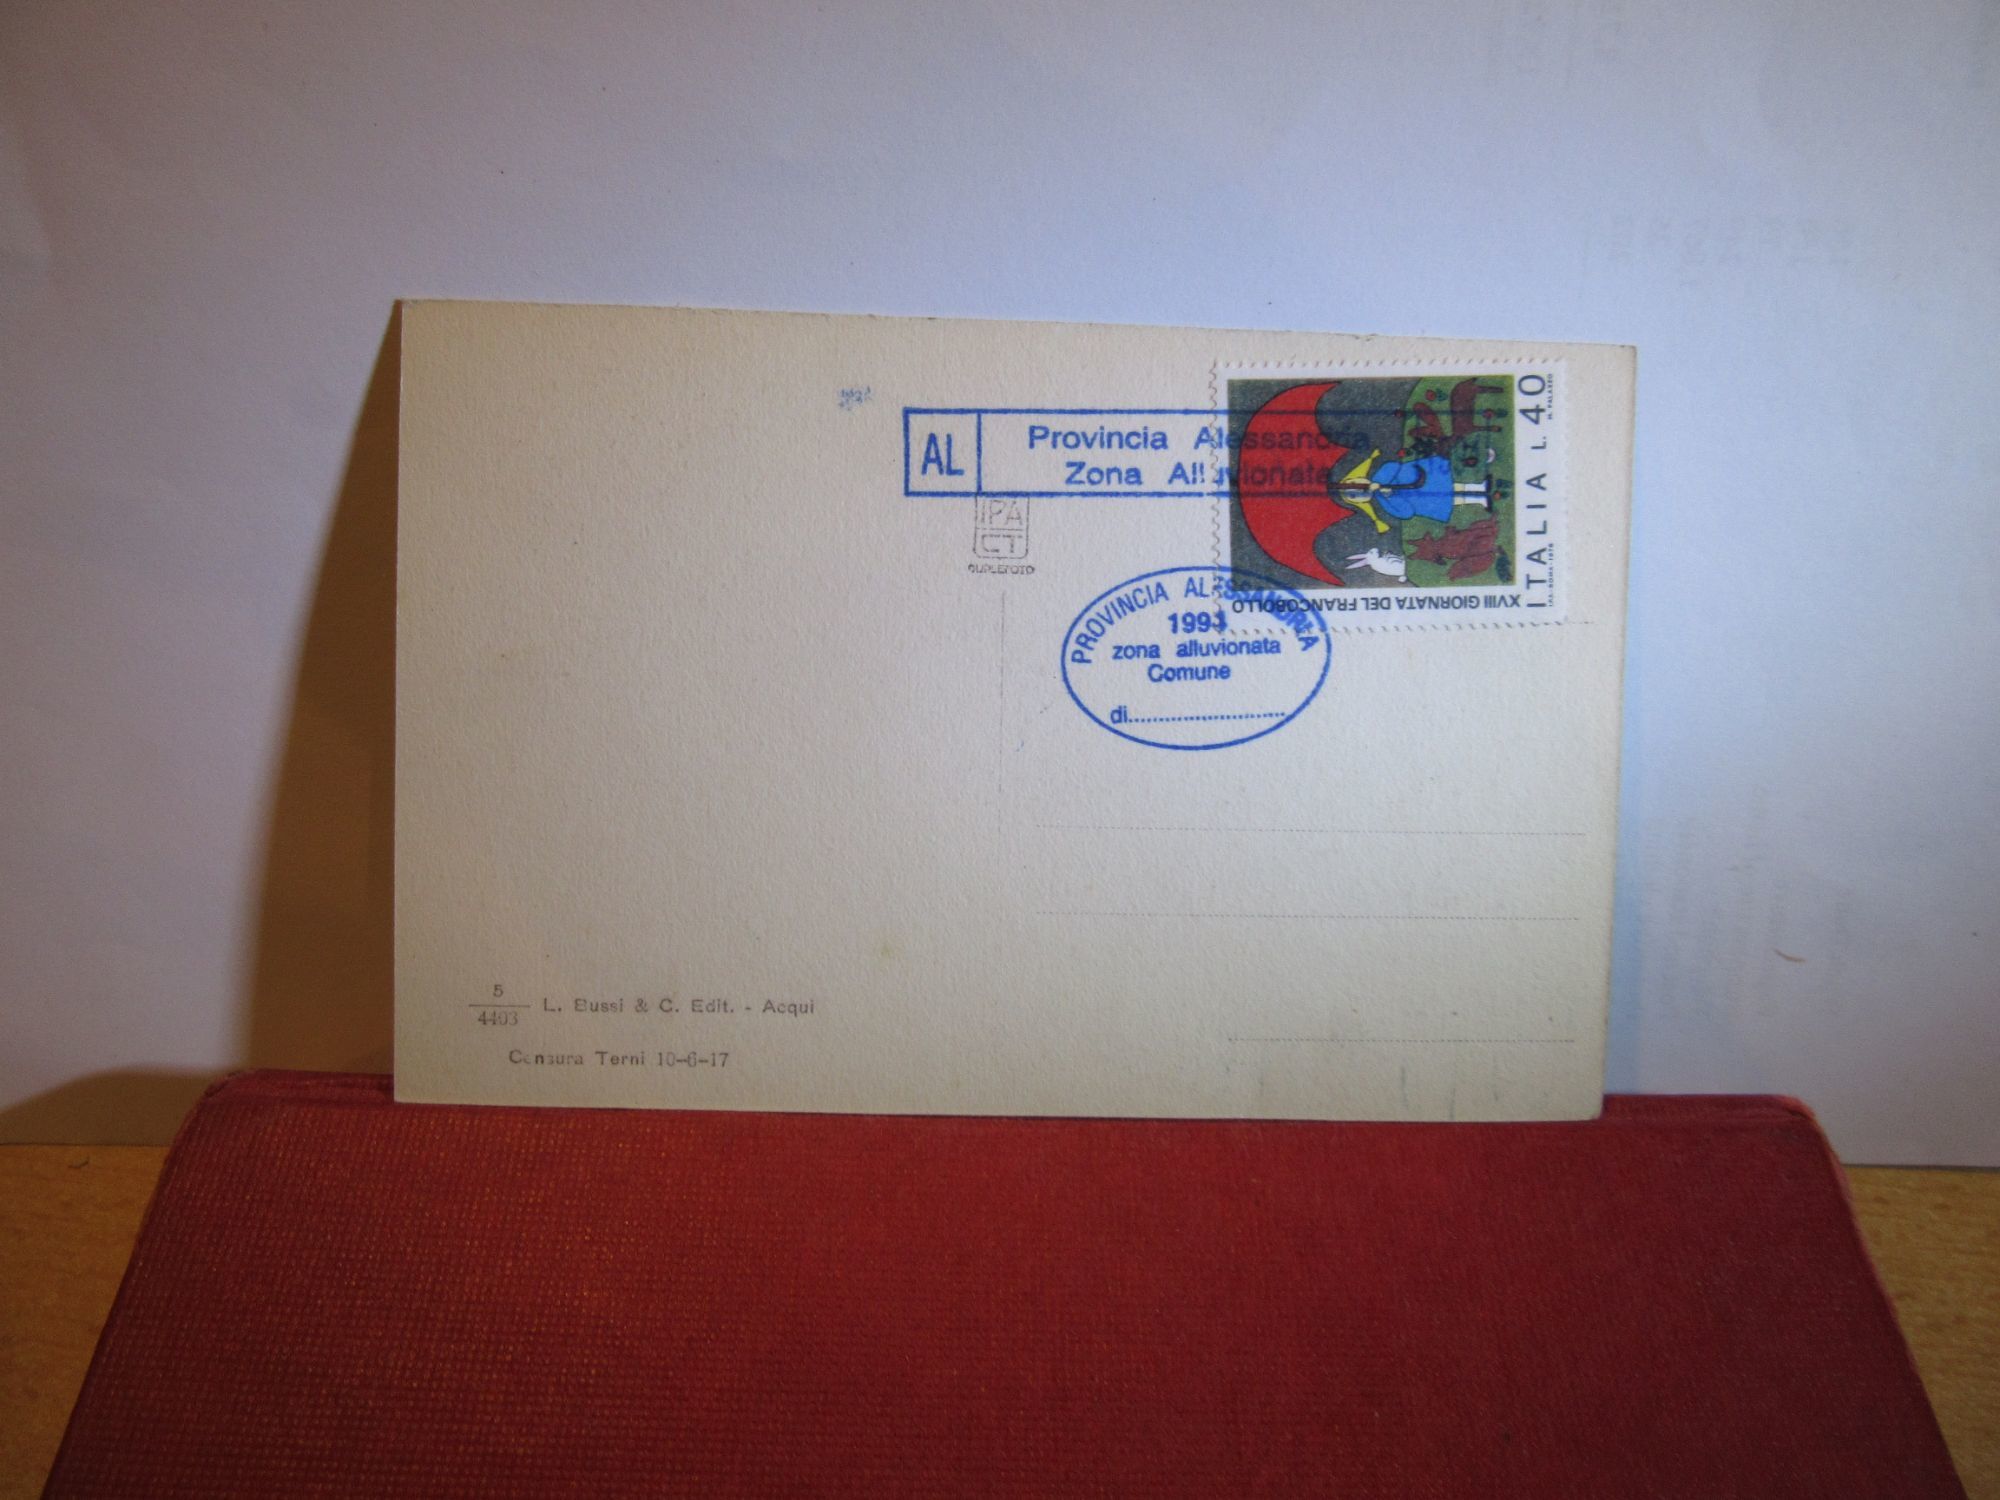 AL
Provincia Alessandria
Zona Alluvionata
IPA
CT
ITALIA L. 40
M. PALAZZO
XVIII GIORNATA DEL FRANCOBOLLO
PROVINCIA ALESSANDRIA
1994
zona alluvionata
Comune
di........................
5
4403
L. Bussi & C. Edit. - Acqui
Censura Terni 10-6-17